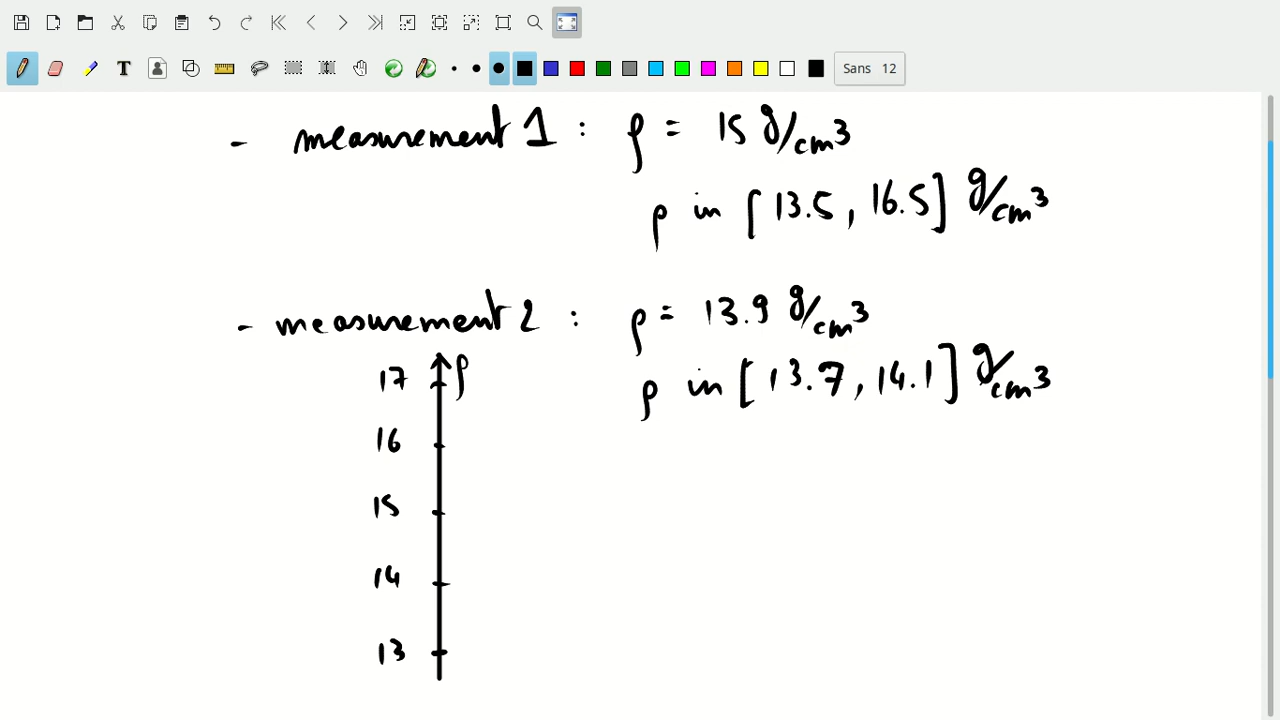 T
Sans 12
- measurement 1 : ρ = 15 g/cm3
ρ in [13.5, 16.5] g/cm3
- measurement 2 : ρ = 13.9 g/cm3
ρ in [13.7, 14.1] g/cm3
17 ρ
16
15
14
13